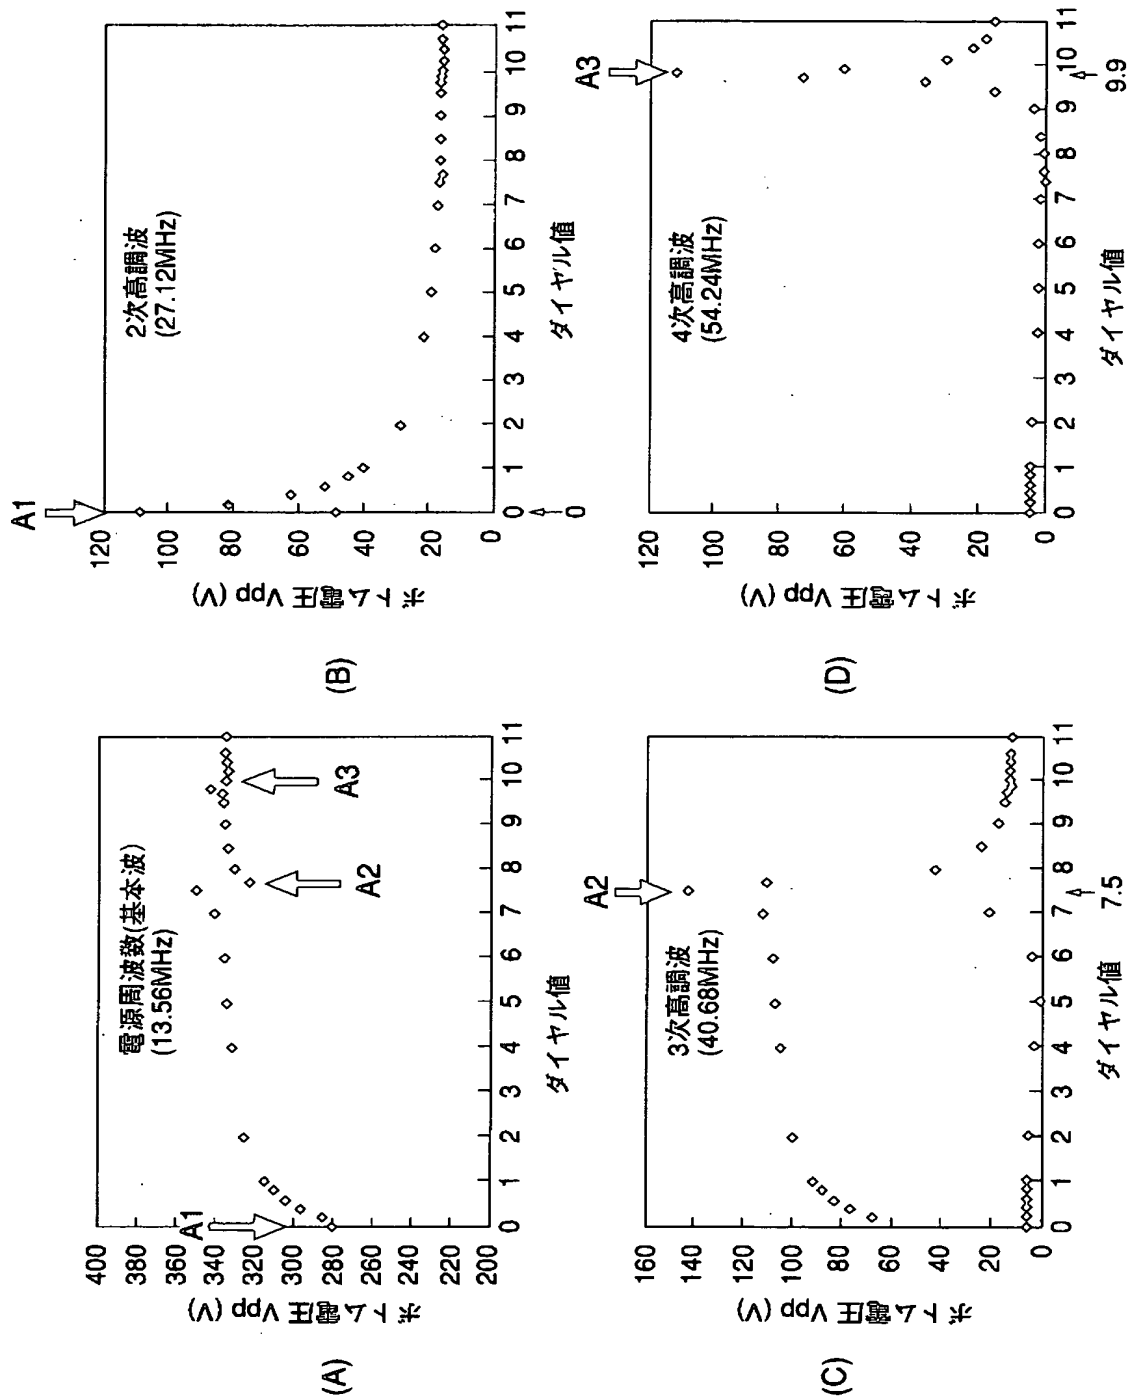 (A)
電源周波数(基本波)
(13.56MHz)
A1
A2
A3
ボトム電圧 Vpp (V)
400
380
360
340
320
300
280
260
240
220
200
0 1 2 3 4 5 6 7 8 9 10 11
ダイヤル値
(B)
2次高調波
(27.12MHz)
A1
ボトム電圧 Vpp (V)
120
100
80
60
40
20
0
0 1 2 3 4 5 6 7 8 9 10 11
0
ダイヤル値
(C)
3次高調波
(40.68MHz)
A2
ボトム電圧 Vpp (V)
160
140
120
100
80
60
40
20
0
0 1 2 3 4 5 6 7 8 9 10 11
7.5
ダイヤル値
(D)
4次高調波
(54.24MHz)
A3
ボトム電圧 Vpp (V)
120
100
80
60
40
20
0
0 1 2 3 4 5 6 7 8 9 10 11
9.9
ダイヤル値